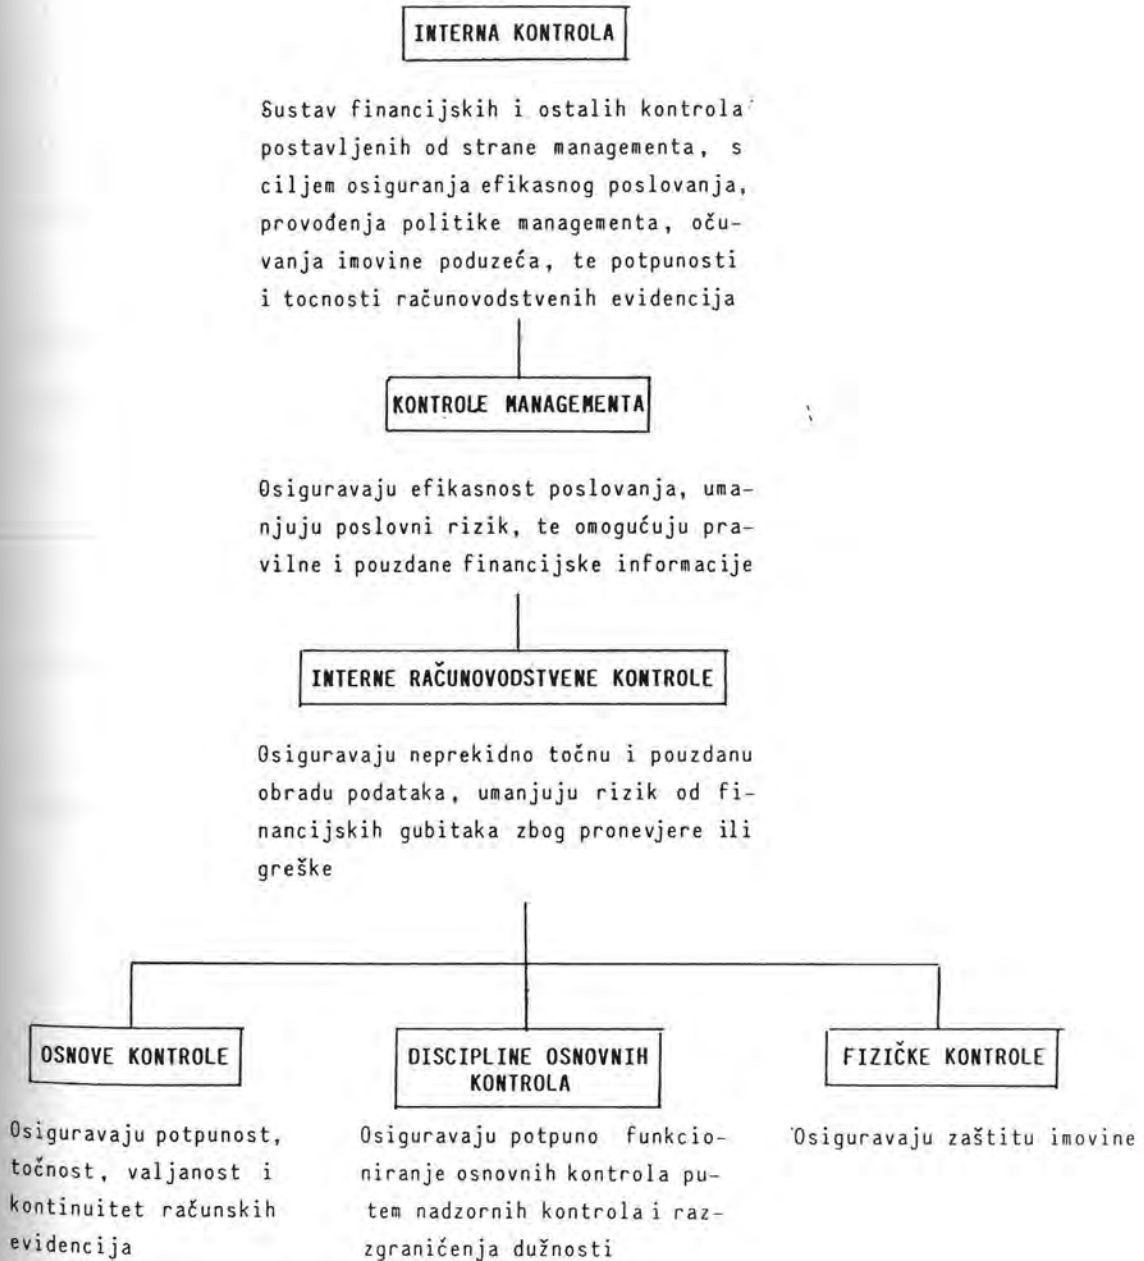 INTERNA KONTROLA
Sustav financijskih i ostalih kontrola
postavljenih od strane managementa, s
ciljem osiguranja efikasnog poslovanja,
provođenja politike managementa, oču-
vanja imovine poduzeća, te potpunosti
i tocnosti računovodstvenih evidencija
KONTROLE MANAGEMENTA
Osiguravaju efikasnost poslovanja, uma-
njuju poslovni rizik, te omogućuju pra-
vilne i pouzdane financijske informacije
INTERNE RAČUNOVODSTVENE KONTROLE
Osiguravaju neprekidno točnu i pouzdanu
obradu podataka, umanjuju rizik od fi-
nancijskih gubitaka zbog pronevjere ili
greške
OSNOVE KONTROLE
Osiguravaju potpunost,
točnost, valjanost i
kontinuitet računskih
evidencija
DISCIPLINE OSNOVNIH
KONTROLA
Osiguravaju potpuno funkcio-
niranje osnovnih kontrola pu-
tem nadzornih kontrola i raz-
zgranićenja dužnosti
FIZIČKE KONTROLE
Osiguravaju zaštitu imovine